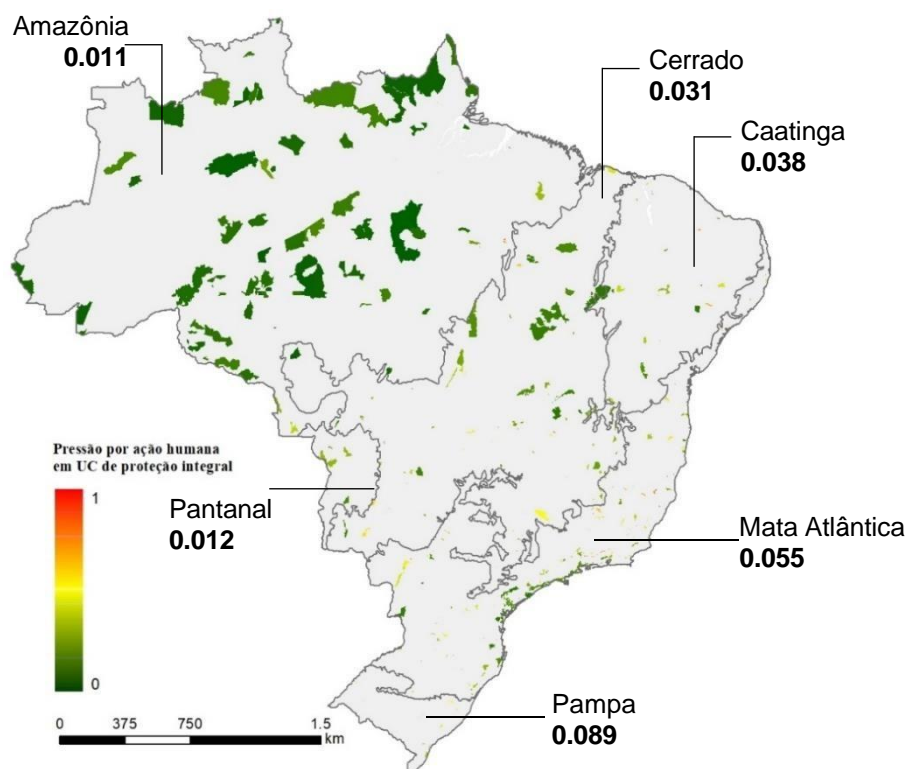 Amazônia
0.011
Cerrado
0.031
Caatinga
0.038
Pressão por ação humana
em UC de proteção integral
1
0
Pantanal
0.012
Mata Atlântica
0.055
Pampa
0.089
0 375 750 1.5
km